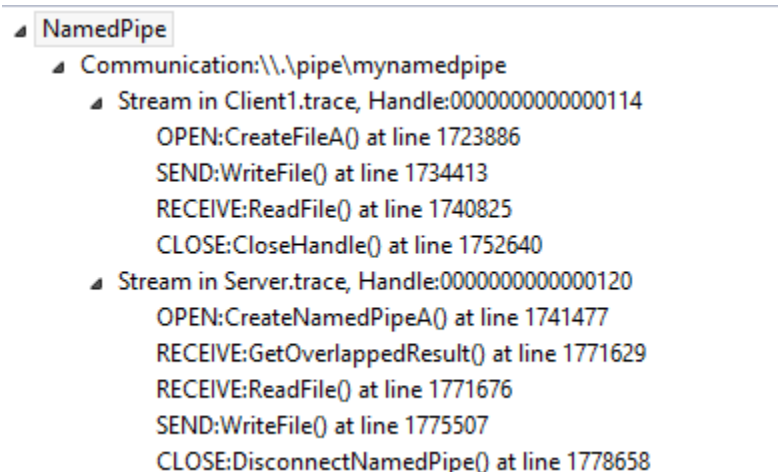 NamedPipe
Communication:\\.\pipe\mynamedpipe
Stream in Client1.trace, Handle:0000000000000114
OPEN:CreateFileA() at line 1723886
SEND:WriteFile() at line 1734413
RECEIVE:ReadFile() at line 1740825
CLOSE:CloseHandle() at line 1752640
Stream in Server.trace, Handle:0000000000000120
OPEN:CreateNamedPipeA() at line 1741477
RECEIVE:GetOverlappedResult() at line 1771629
RECEIVE:ReadFile() at line 1771676
SEND:WriteFile() at line 1775507
CLOSE:DisconnectNamedPipe() at line 1778658